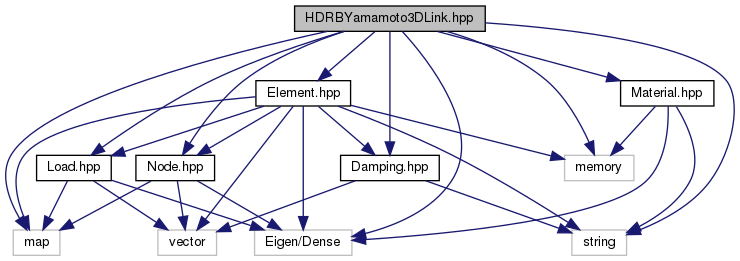 HDRBYamamoto3DLink.hpp
Element.hpp
Material.hpp
Load.hpp
Node.hpp
Damping.hpp
memory
map
vector
Eigen/Dense
string